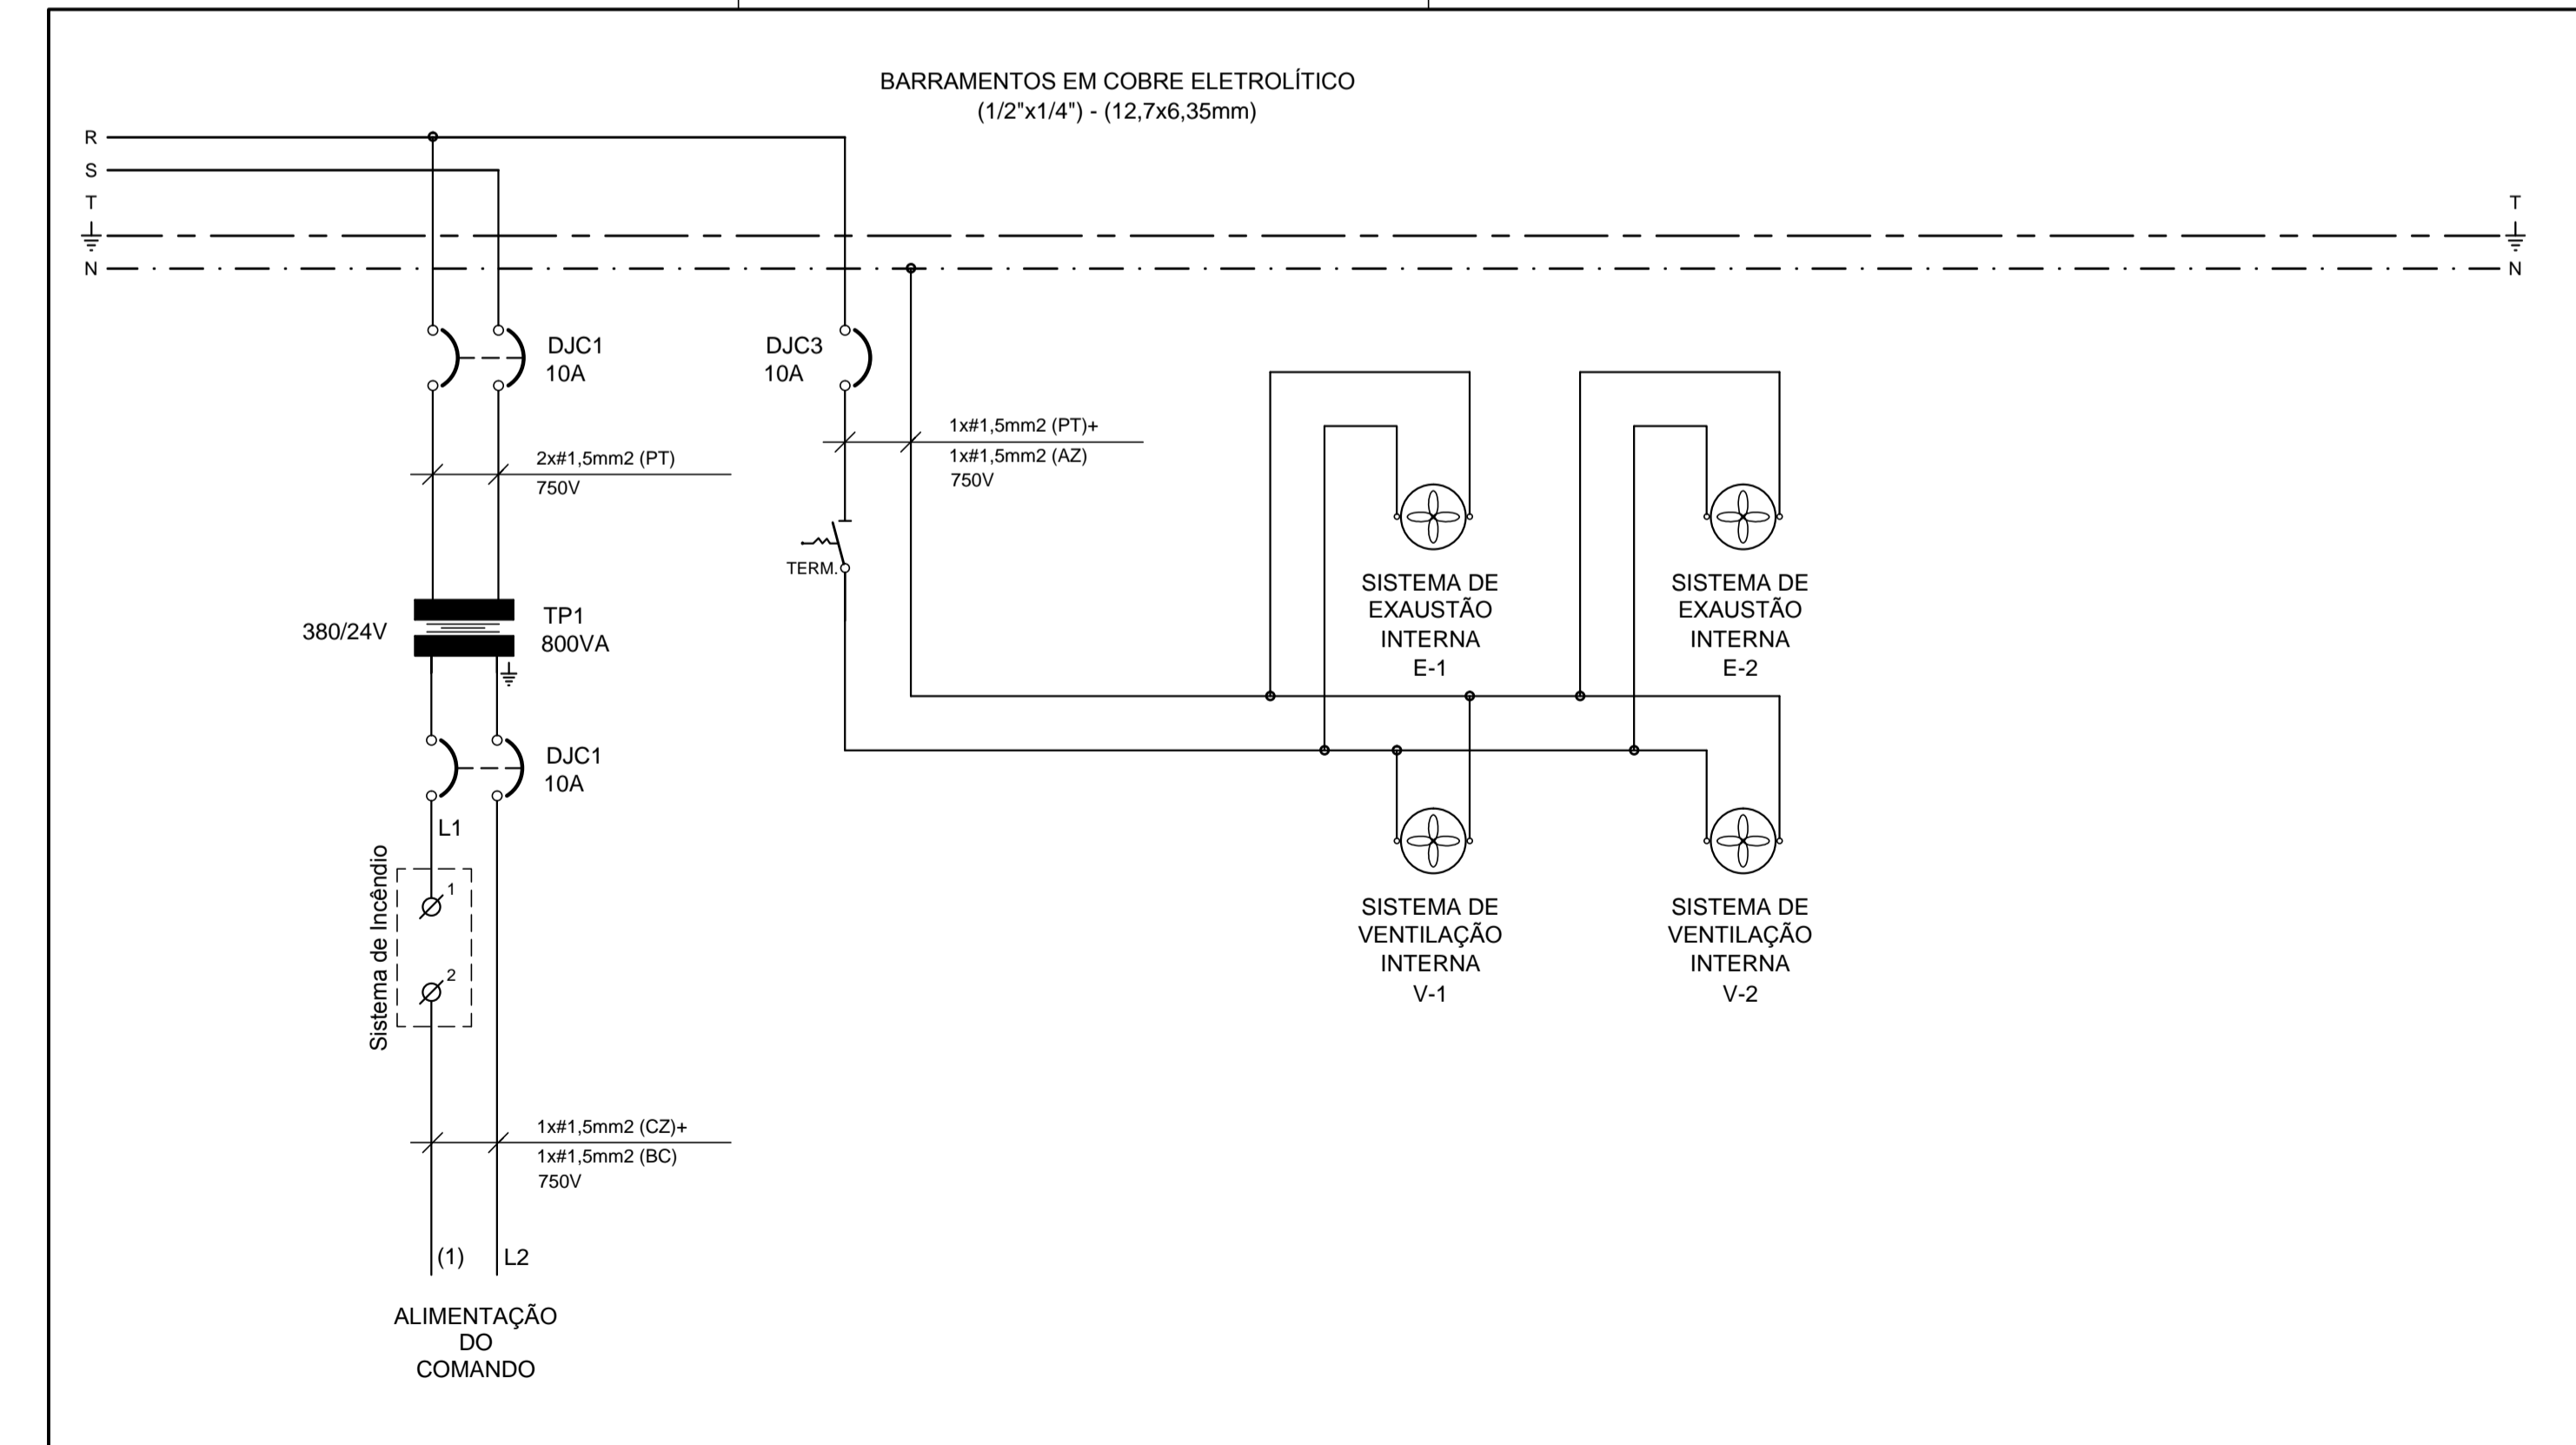 BARRAMENTOS EM COBRE ELETROLÍTICO
(1/2"x1/4") - (12,7x6,35mm)
R
S
T
N
T
N
DJC1
10A
2x#1,5mm2 (PT)
750V
380/24V
TP1
800VA
DJC1
10A
L1
Sistema de Incêndio
1
2
1x#1,5mm2 (CZ)+
1x#1,5mm2 (BC)
750V
(1)
L2
ALIMENTAÇÃO
DO
COMANDO
DJC3
10A
1x#1,5mm2 (PT)+
1x#1,5mm2 (AZ)
750V
TERM.
SISTEMA DE
EXAUSTÃO
INTERNA
E-1
SISTEMA DE
EXAUSTÃO
INTERNA
E-2
SISTEMA DE
VENTILAÇÃO
INTERNA
V-1
SISTEMA DE
VENTILAÇÃO
INTERNA
V-2